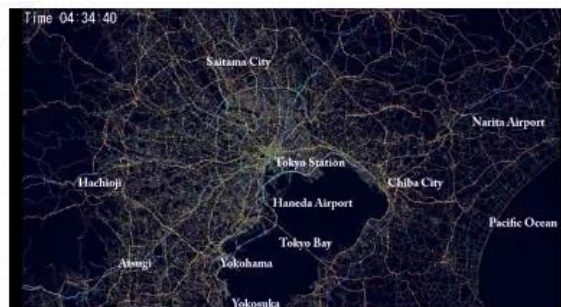 Time 04:34:40
Saitama City
Narita Airport
Tokyo Station
Hachioji
Chiba City
Haneda Airport
Pacific Ocean
Tokyo Bay
Atsugi
Yokohama
Yokosuka